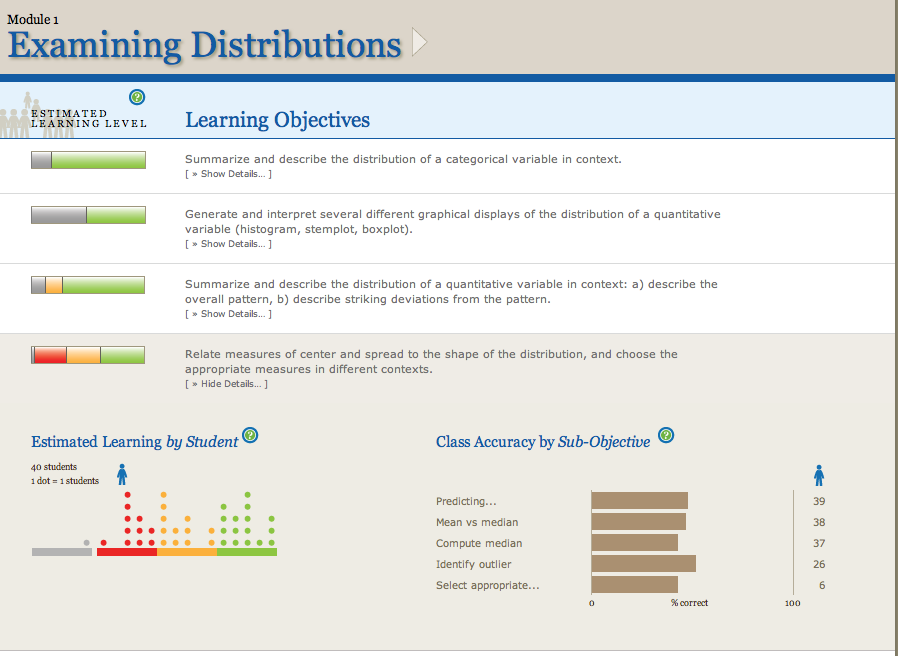 Module 1
Examining Distributions
ESTIMATED
LEARNING LEVEL
?
Learning Objectives
Summarize and describe the distribution of a categorical variable in context.
[ » Show Details... ]
Generate and interpret several different graphical displays of the distribution of a quantitative
variable (histogram, stemplot, boxplot).
[ » Show Details... ]
Summarize and describe the distribution of a quantitative variable in context: a) describe the
overall pattern, b) describe striking deviations from the pattern.
[ » Show Details... ]
Relate measures of center and spread to the shape of the distribution, and choose the
appropriate measures in different contexts.
[ » Hide Details... ]
Estimated Learning by Student ?
40 students
1 dot = 1 students
Class Accuracy by Sub-Objective ?
Predicting... 39
Mean vs median 38
Compute median 37
Identify outlier 26
Select appropriate... 6
0 % correct 100